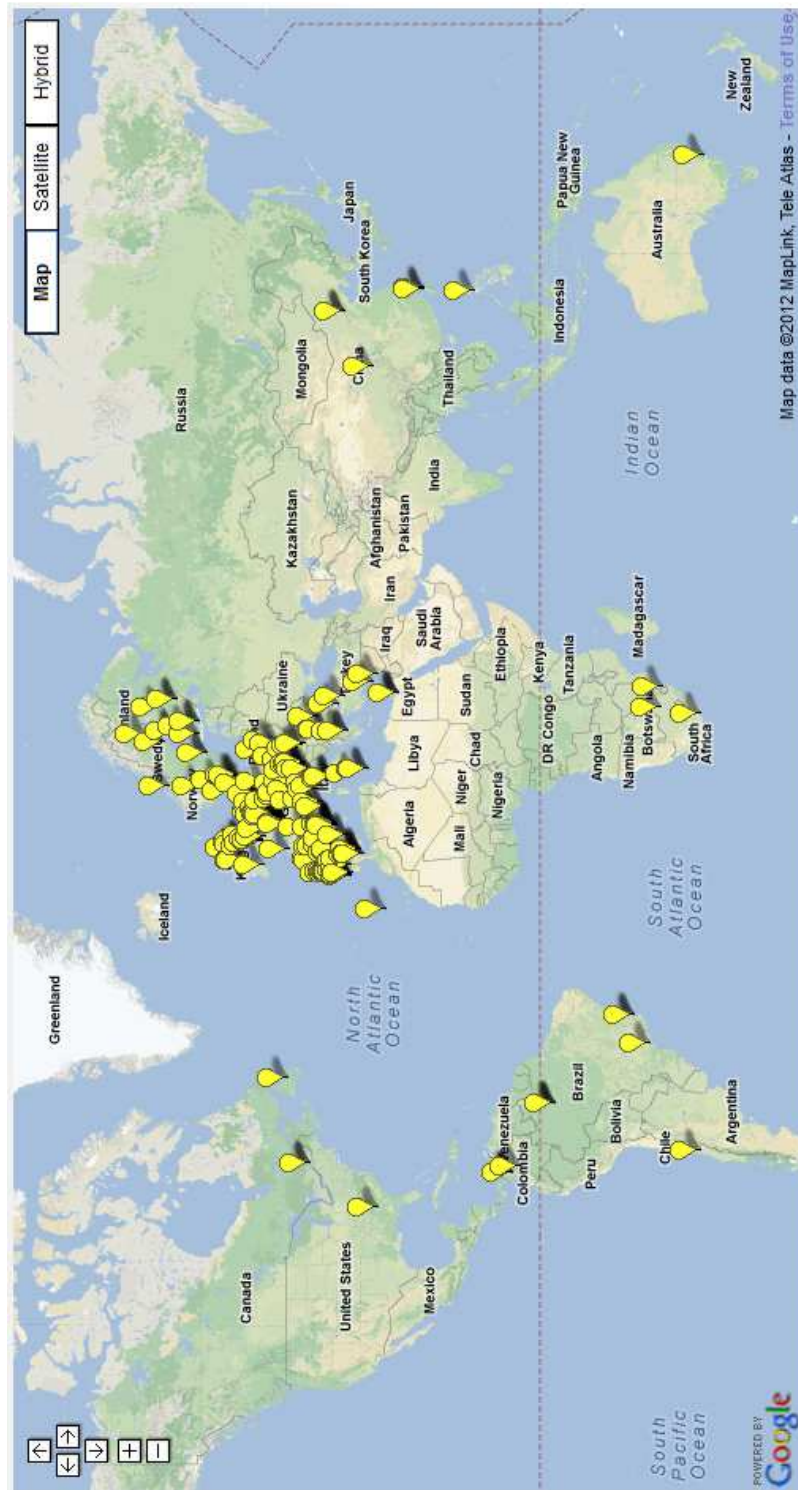 Map
Satellite
Hybrid
Greenland
Iceland
Russia
Canada
United States
Mexico
North
Atlantic
Ocean
Ukraine
Kazakhstan
Mongolia
Japan
South Korea
Iraq
Iran
Afghanistan
Pakistan
India
Thailand
Algeria
Libya
Egypt
Saudi
Arabia
Mali
Niger
Chad
Sudan
Nigeria
Ethiopia
Kenya
DR Congo
Tanzania
Angola
Namibia
Madagascar
South
Africa
Colombia
Peru
Brazil
Bolivia
Chile
Argentina
South
Atlantic
Ocean
Indian
Ocean
Indonesia
Papua New
Guinea
Australia
New
Zealand
South
Pacific
Ocean
POWERED BY
Google
Map data ©2012 MapLink, Tele Atlas - Terms of Use